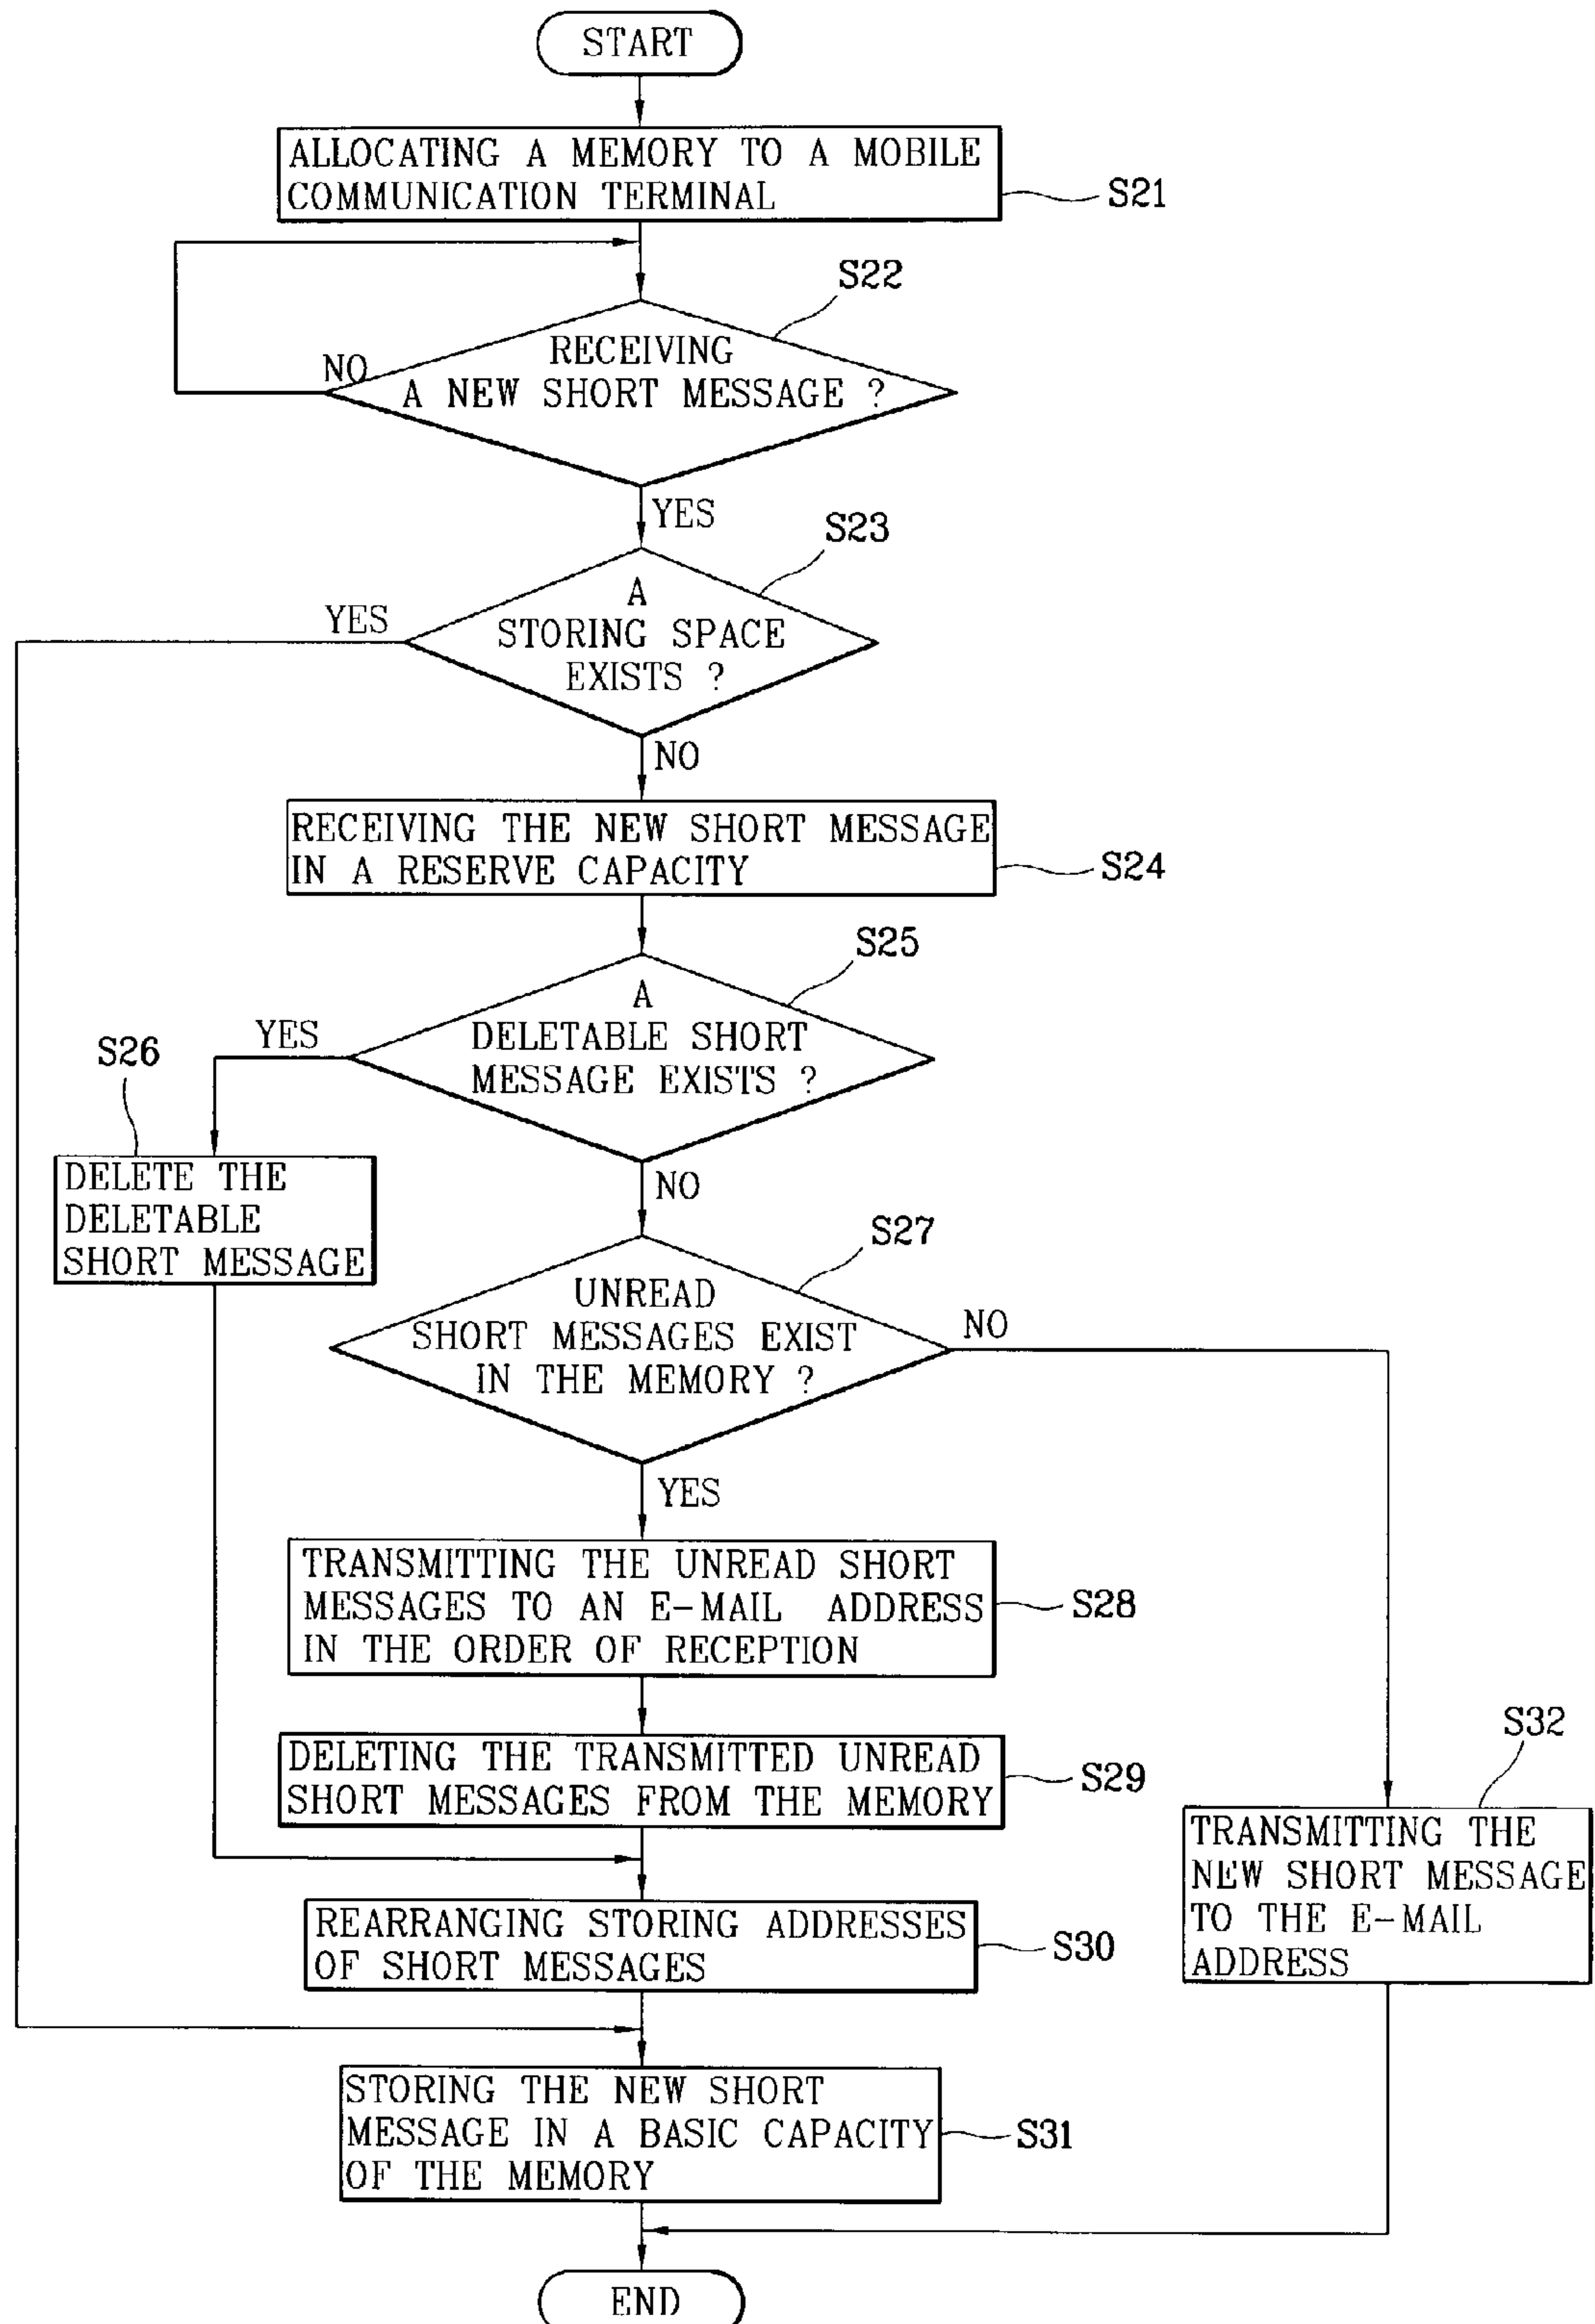 START
ALLOCATING A MEMORY TO A MOBILE
COMMUNICATION TERMINAL
S21
S22
RECEIVING
A NEW SHORT MESSAGE ?
NO
YES
S23
A
STORING SPACE
EXISTS ?
YES
NO
RECEIVING THE NEW SHORT MESSAGE
IN A RESERVE CAPACITY
S24
S25
A
DELETABLE SHORT
MESSAGE EXISTS ?
YES
S26
DELETE THE
DELETABLE
SHORT MESSAGE
NO
S27
UNREAD
SHORT MESSAGES EXIST
IN THE MEMORY ?
NO
YES
TRANSMITTING THE UNREAD SHORT
MESSAGES TO AN E-MAIL ADDRESS
IN THE ORDER OF RECEPTION
S28
DELETING THE TRANSMITTED UNREAD
SHORT MESSAGES FROM THE MEMORY
S29
S32
TRANSMITTING THE
NEW SHORT MESSAGE
TO THE E-MAIL
ADDRESS
REARRANGING STORING ADDRESSES
OF SHORT MESSAGES
S30
STORING THE NEW SHORT
MESSAGE IN A BASIC CAPACITY
OF THE MEMORY
S31
END